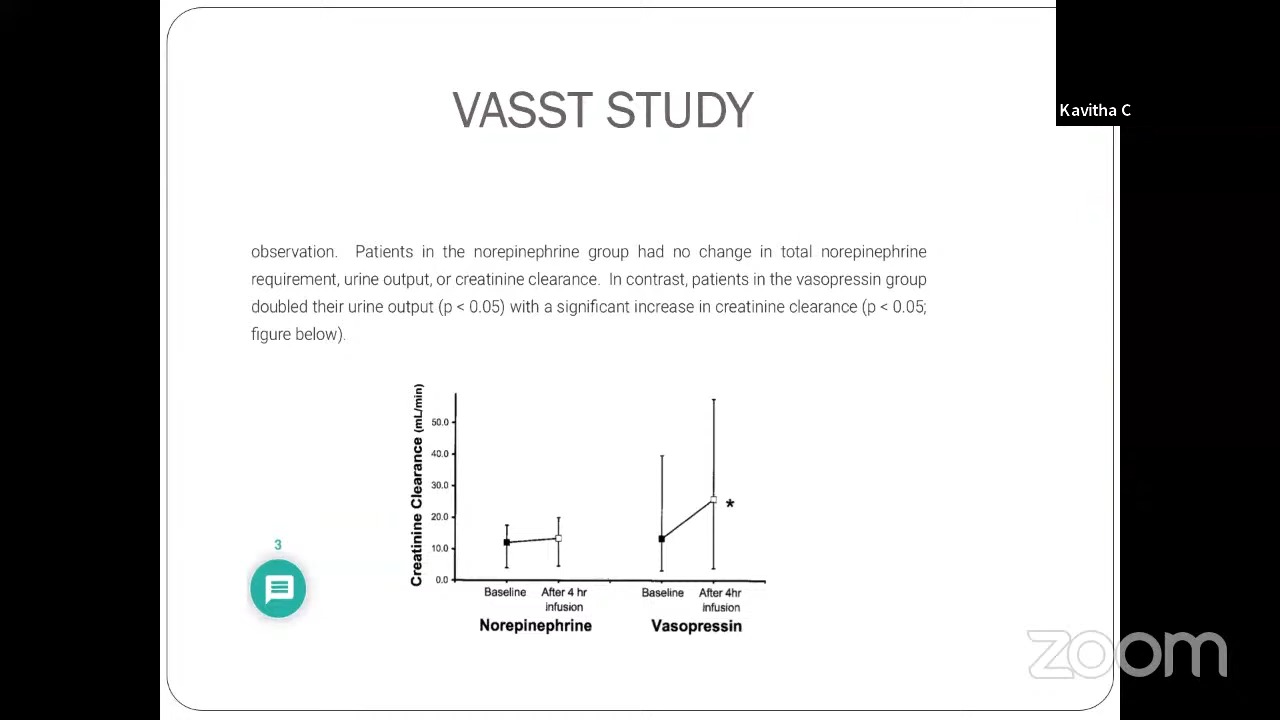 VASST STUDY
Kavitha C
observation. Patients in the norepinephrine group had no change in total norepinephrine
requirement, urine output, or creatinine clearance. In contrast, patients in the vasopressin group
doubled their urine output (p < 0.05) with a significant increase in creatinine clearance (p < 0.05;
figure below).
Creatinine Clearance (mL/min)
50.0
40.0
30.0
20.0
10.0
0.0
*
Baseline After 4 hr Baseline After 4hr
infusion infusion
Norepinephrine Vasopressin
3
zoom